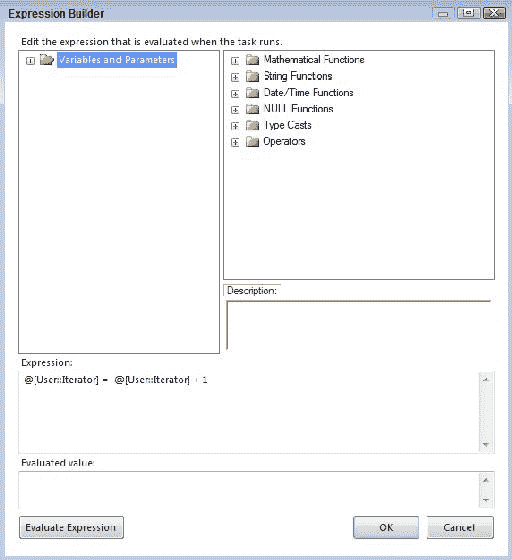 Expression Builder
Edit the expression that is evaluated when the task runs.
Variables and Parameters
Mathematical Functions
String Functions
Date/Time Functions
NULL Functions
Type Casts
Operators
Description:
Expression:
@[User::Iterator] = @[User::Iterator] + 1
Evaluated value:
Evaluate Expression
OK
Cancel